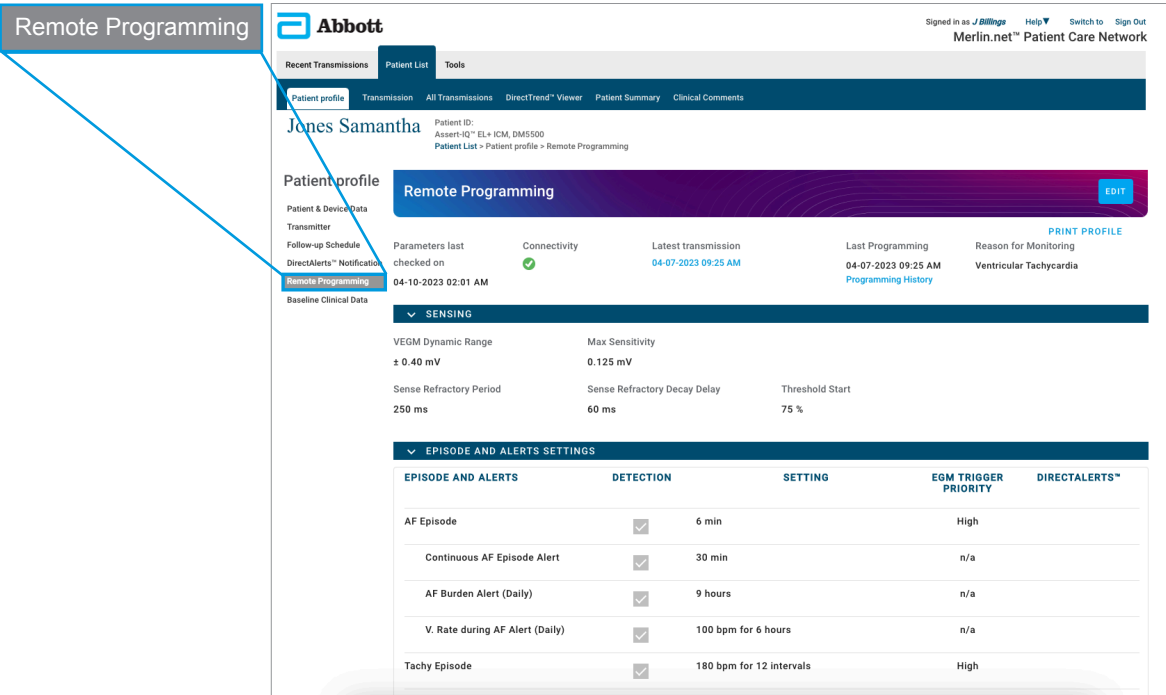 Remote Programming
Abbott
Signed in as J Billings Help▼ Switch to Sign Out
Merlin.net™ Patient Care Network
Recent Transmissions Patient List Tools
Patient profile Transmission All Transmissions DirectTrend™ Viewer Patient Summary Clinical Comments
Jones Samantha
Patient ID:
Assert-IQ™ EL+ ICM, DM5500
Patient List > Patient profile > Remote Programming
Patient profile
Patient & Device Data
Transmitter
Follow-up Schedule
DirectAlerts™ Notification
Remote Programming
Baseline Clinical Data
Remote Programming
EDIT
PRINT PROFILE
Parameters last checked on
04-10-2023 02:01 AM
Connectivity
Latest transmission
04-07-2023 09:25 AM
Last Programming
04-07-2023 09:25 AM
Programming History
Reason for Monitoring
Ventricular Tachycardia
SENSING
VEGM Dynamic Range Max Sensitivity
± 0.40 mV 0.125 mV
Sense Refractory Period Sense Refractory Decay Delay Threshold Start
250 ms 60 ms 75 %
EPISODE AND ALERTS SETTINGS
EPISODE AND ALERTS DETECTION SETTING EGM TRIGGER PRIORITY DIRECTALERTS™
AF Episode 6 min High
Continuous AF Episode Alert 30 min n/a
AF Burden Alert (Daily) 9 hours n/a
V. Rate during AF Alert (Daily) 100 bpm for 6 hours n/a
Tachy Episode 180 bpm for 12 intervals High